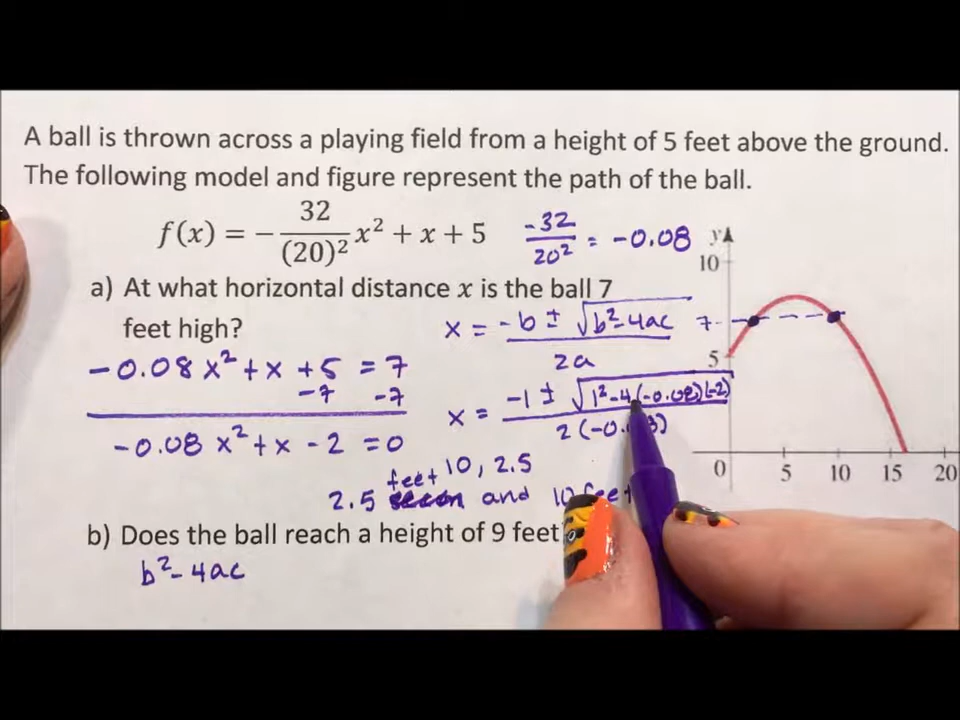 A ball is thrown across a playing field from a height of 5 feet above the ground.
The following model and figure represent the path of the ball.
f(x) = -32/(20)² x² + x + 5
-32/20² = -0.08
a) At what horizontal distance x is the ball 7
feet high?
x = -b ± √b²-4ac / 2a
-0.08x² + x + 5 = 7
-7 -7
-0.08x² + x - 2 = 0
x = -1 ± √1²-4(-0.08)(-2) / 2(-0.
10, 2.5
feet
2.5 and 10 feet
b) Does the ball reach a height of 9 feet
b²-4ac
y
10
7
5
0 5 10 15 20